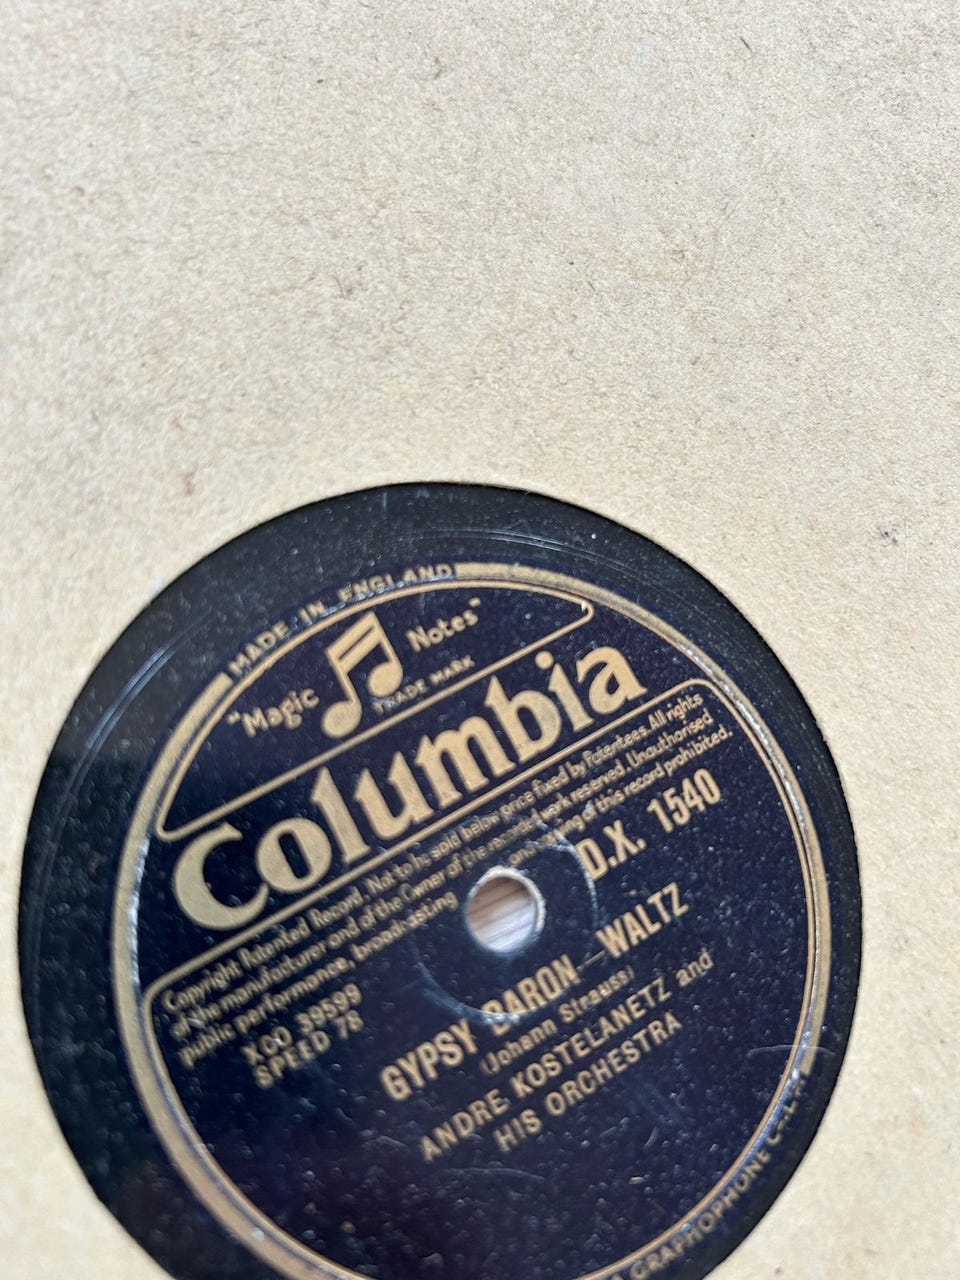 MADE IN ENGLAND
"Magic Notes"
TRADE MARK
Columbia
Copyright Patented Record. Not to be sold below price fixed by Patentees. All rights
of the manufacturer and of the Owner of the recorded work reserved. Unauthorised
public performance, broadcasting and copying of this record prohibited.
XCO 39599
SPEED 78
D.X. 1540
GYPSY BARON—WALTZ
(Johann Strauss)
ANDRE KOSTELANETZ and
HIS ORCHESTRA
GRAPHOPHONE